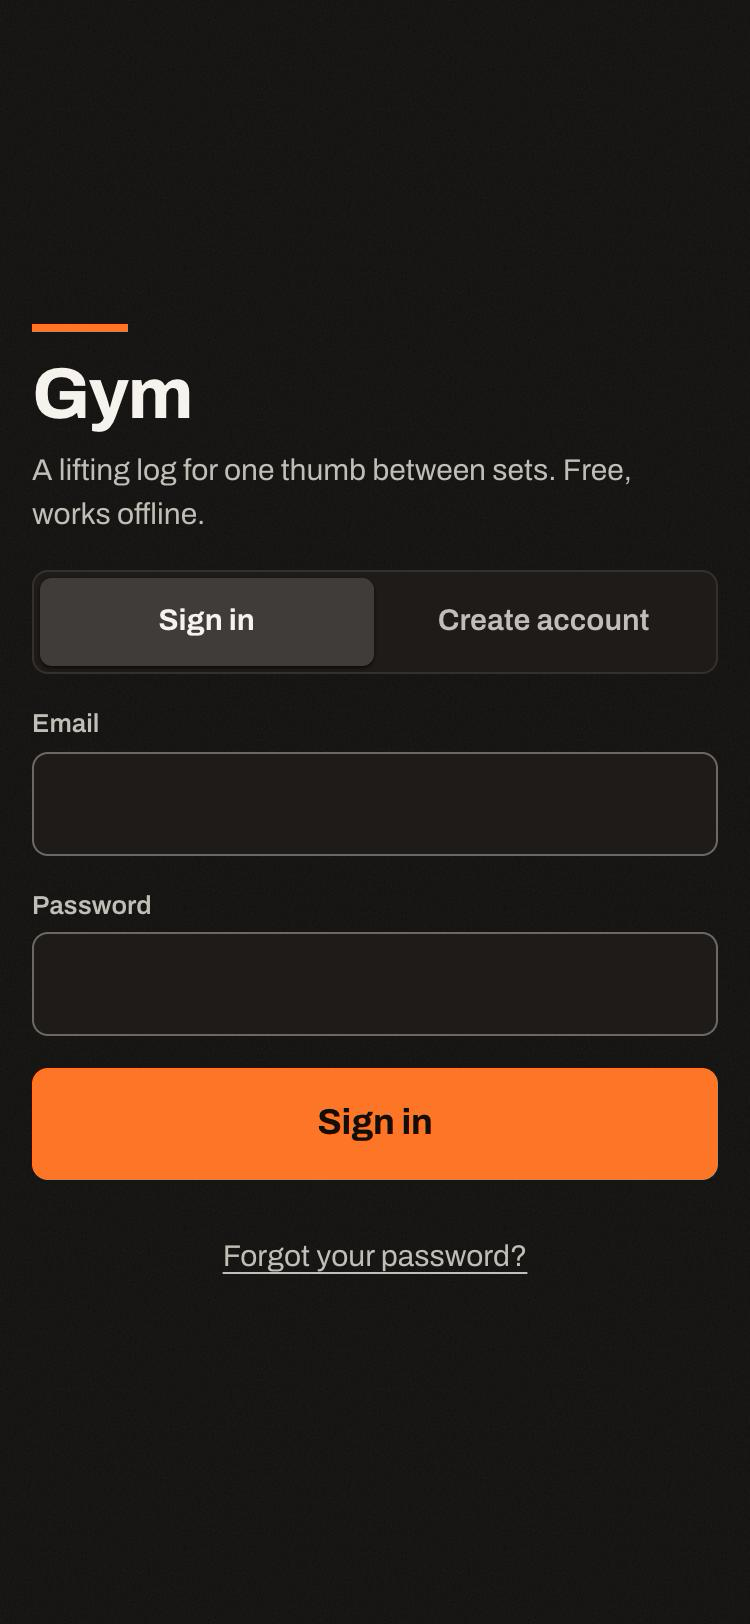 Gym
A lifting log for one thumb between sets. Free,
works offline.
Sign in
Create account
Email
Password
Sign in
Forgot your password?